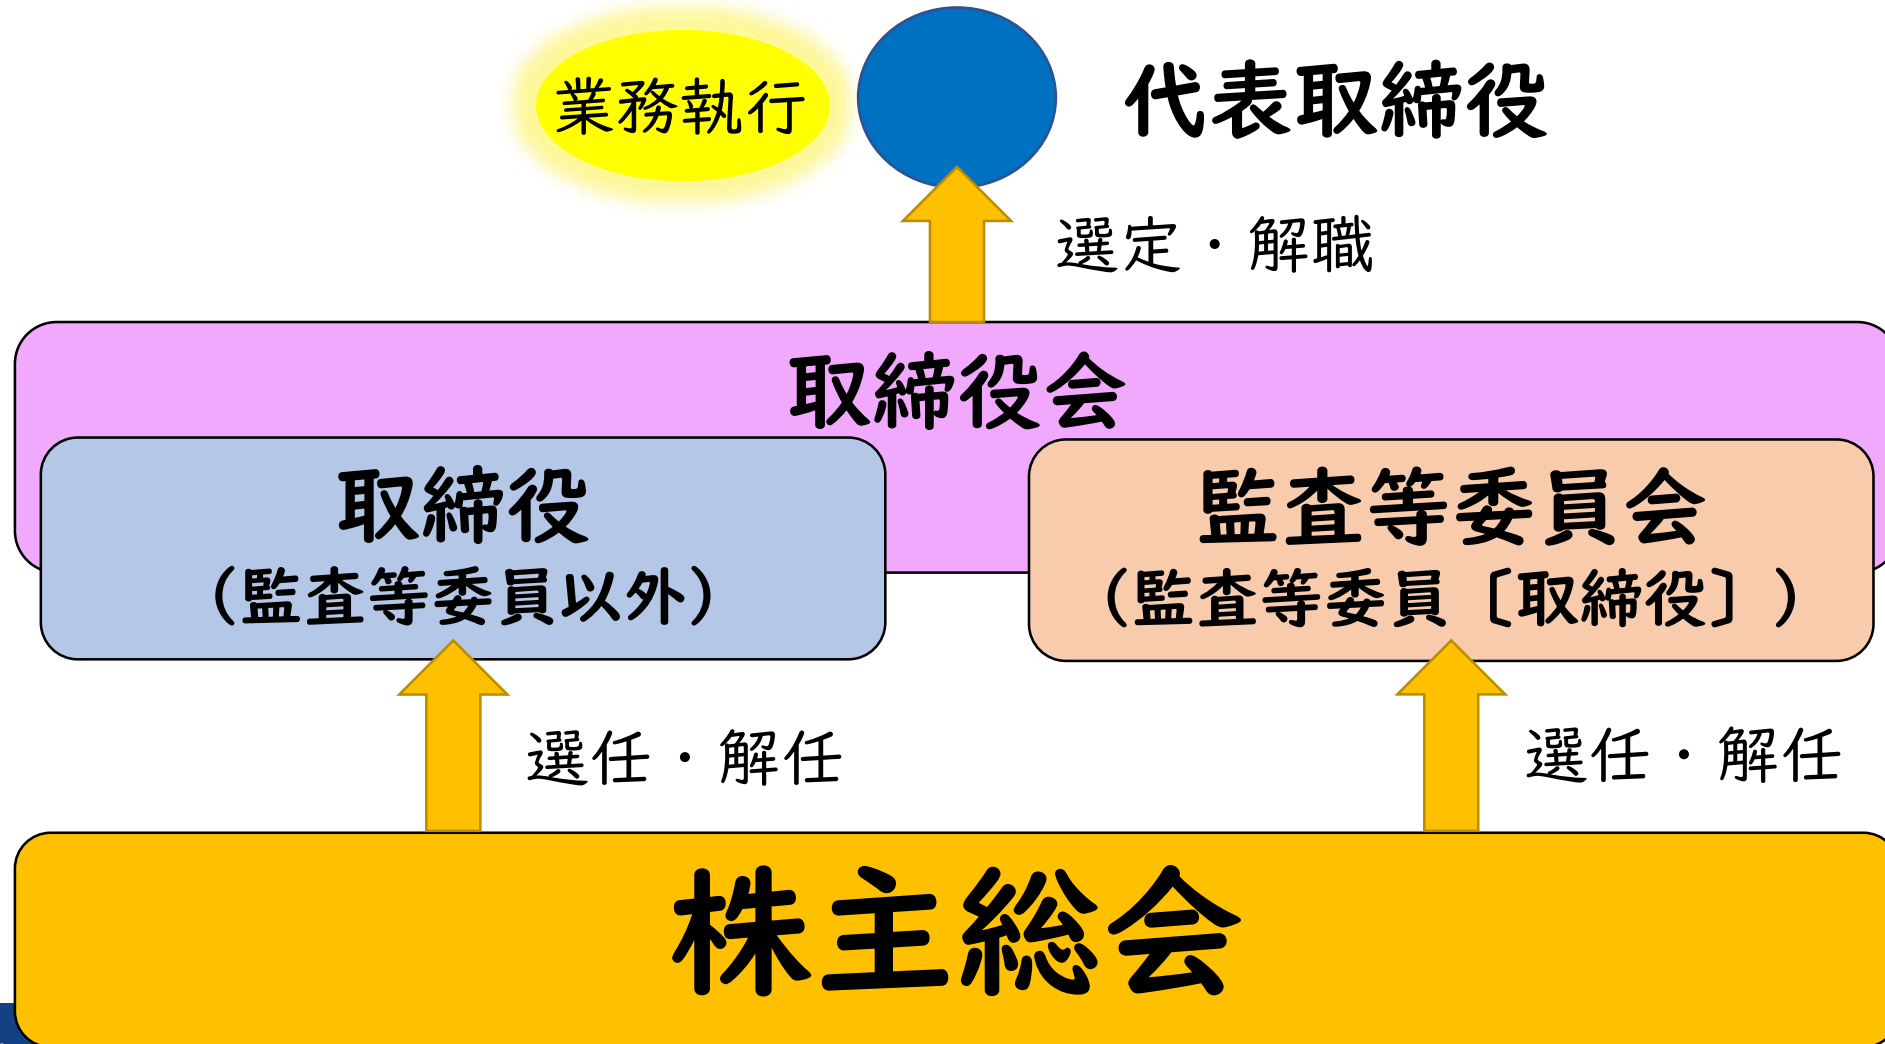 業務執行
代表取締役
選定・解職
取締役会
取締役
(監査等委員以外)
監査等委員会
(監査等委員〔取締役〕)
選任・解任
選任・解任
株主総会